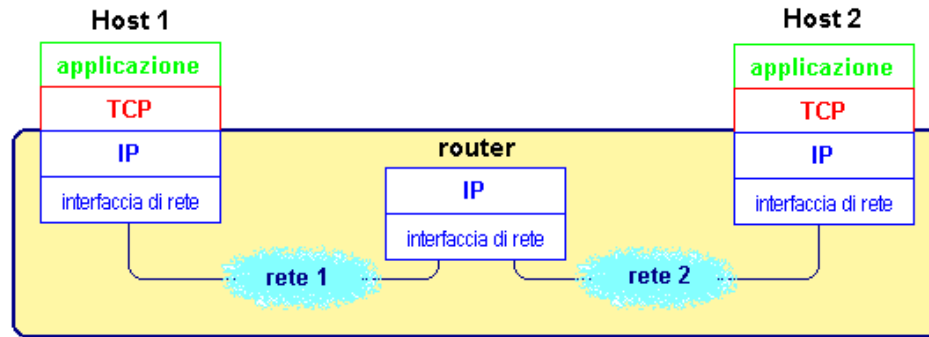 Host 1
applicazione
TCP
IP
interfaccia di rete
router
IP
interfaccia di rete
Host 2
applicazione
TCP
IP
interfaccia di rete
rete 1
rete 2